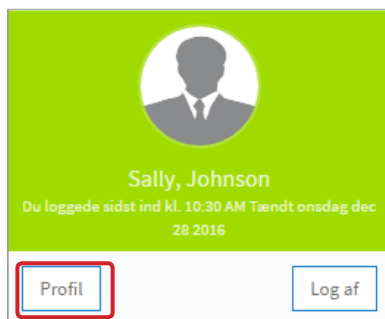 Sally, Johnson
Du loggede sidst ind kl. 10:30 AM Tændt onsdag dec
28 2016
Profil
Log af